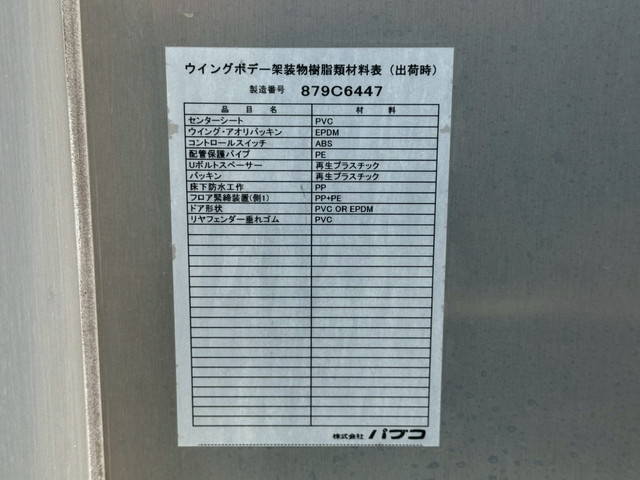 ウイングボデー架装物樹脂類材料表（出荷時）
製造番号 879C6447
品目名 材料
センターシート PVC
ウイング・アオリパッキン EPDM
コントロールスイッチ ABS
配管保護パイプ PE
Uボルトスペーサー 再生プラスチック
パッキン 再生プラスチック
床下防水工作 PP
フロア緊締装置(側1) PP+PE
ドア形状 PVC OR EPDM
リヤフェンダー垂れゴム PVC
株式会社 パブコ